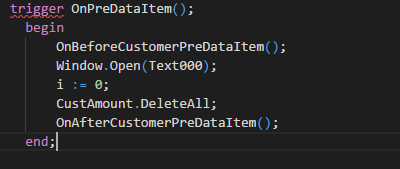 trigger OnPreDataItem();
begin
OnBeforeCustomerPreDataItem();
Window.Open(Text000);
i := 0;
CustAmount.DeleteAll;
OnAfterCustomerPreDataItem();
end;